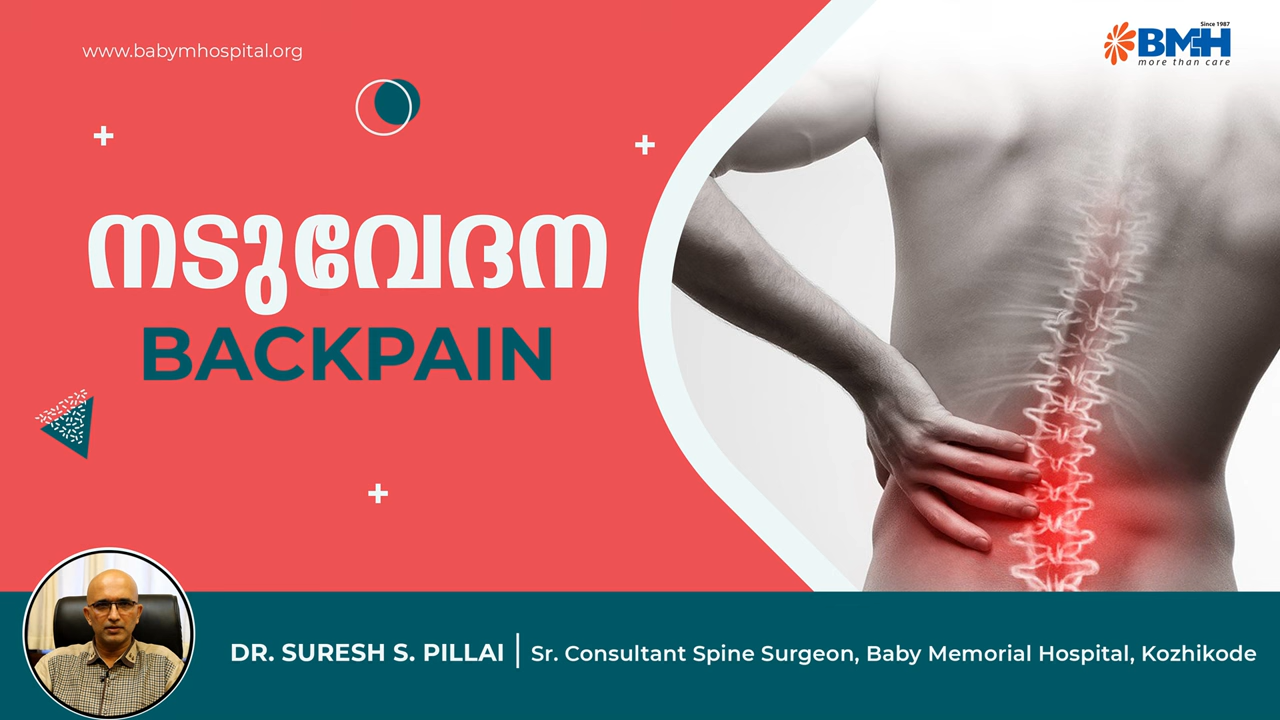 www.babymhospital.org
Since 1987
BMH
more than care
നടുവേദന
BACKPAIN
DR. SURESH S. PILLAI | Sr. Consultant Spine Surgeon, Baby Memorial Hospital, Kozhikode